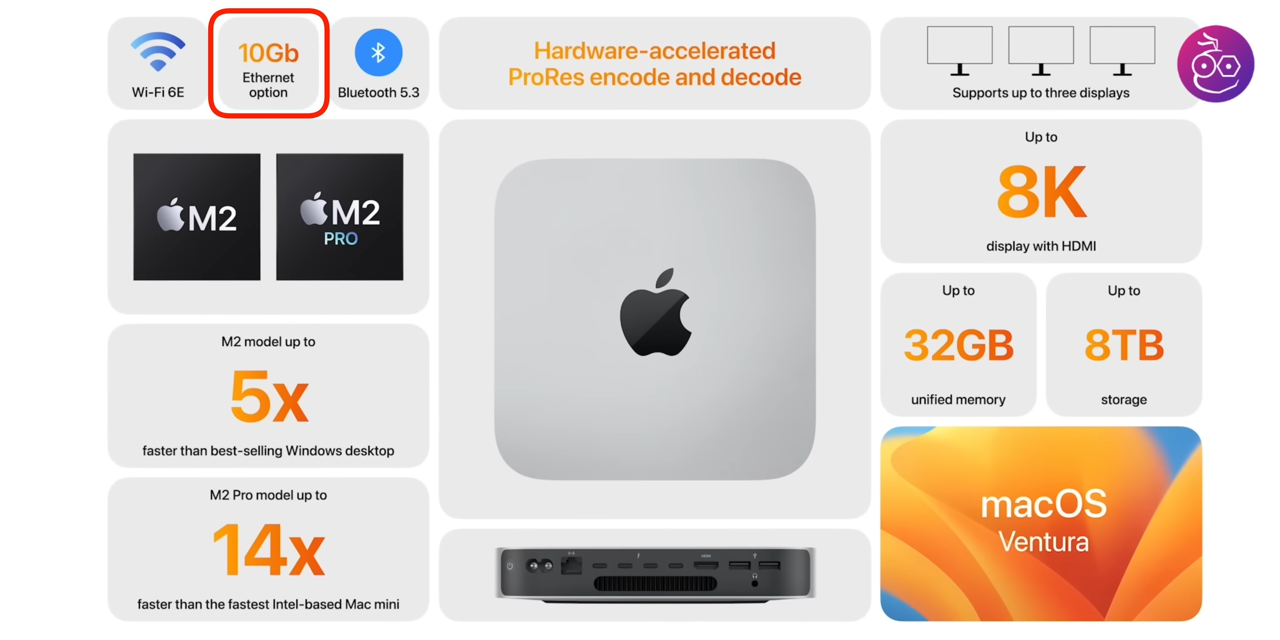 Wi-Fi 6E
10Gb
Ethernet
option
Bluetooth 5.3
Hardware-accelerated
ProRes encode and decode
Supports up to three displays
M2
M2
PRO
Up to
8K
display with HDMI
M2 model up to
5x
faster than best-selling Windows desktop
Up to
32GB
unified memory
Up to
8TB
storage
M2 Pro model up to
14x
faster than the fastest Intel-based Mac mini
HDMI
macOS
Ventura